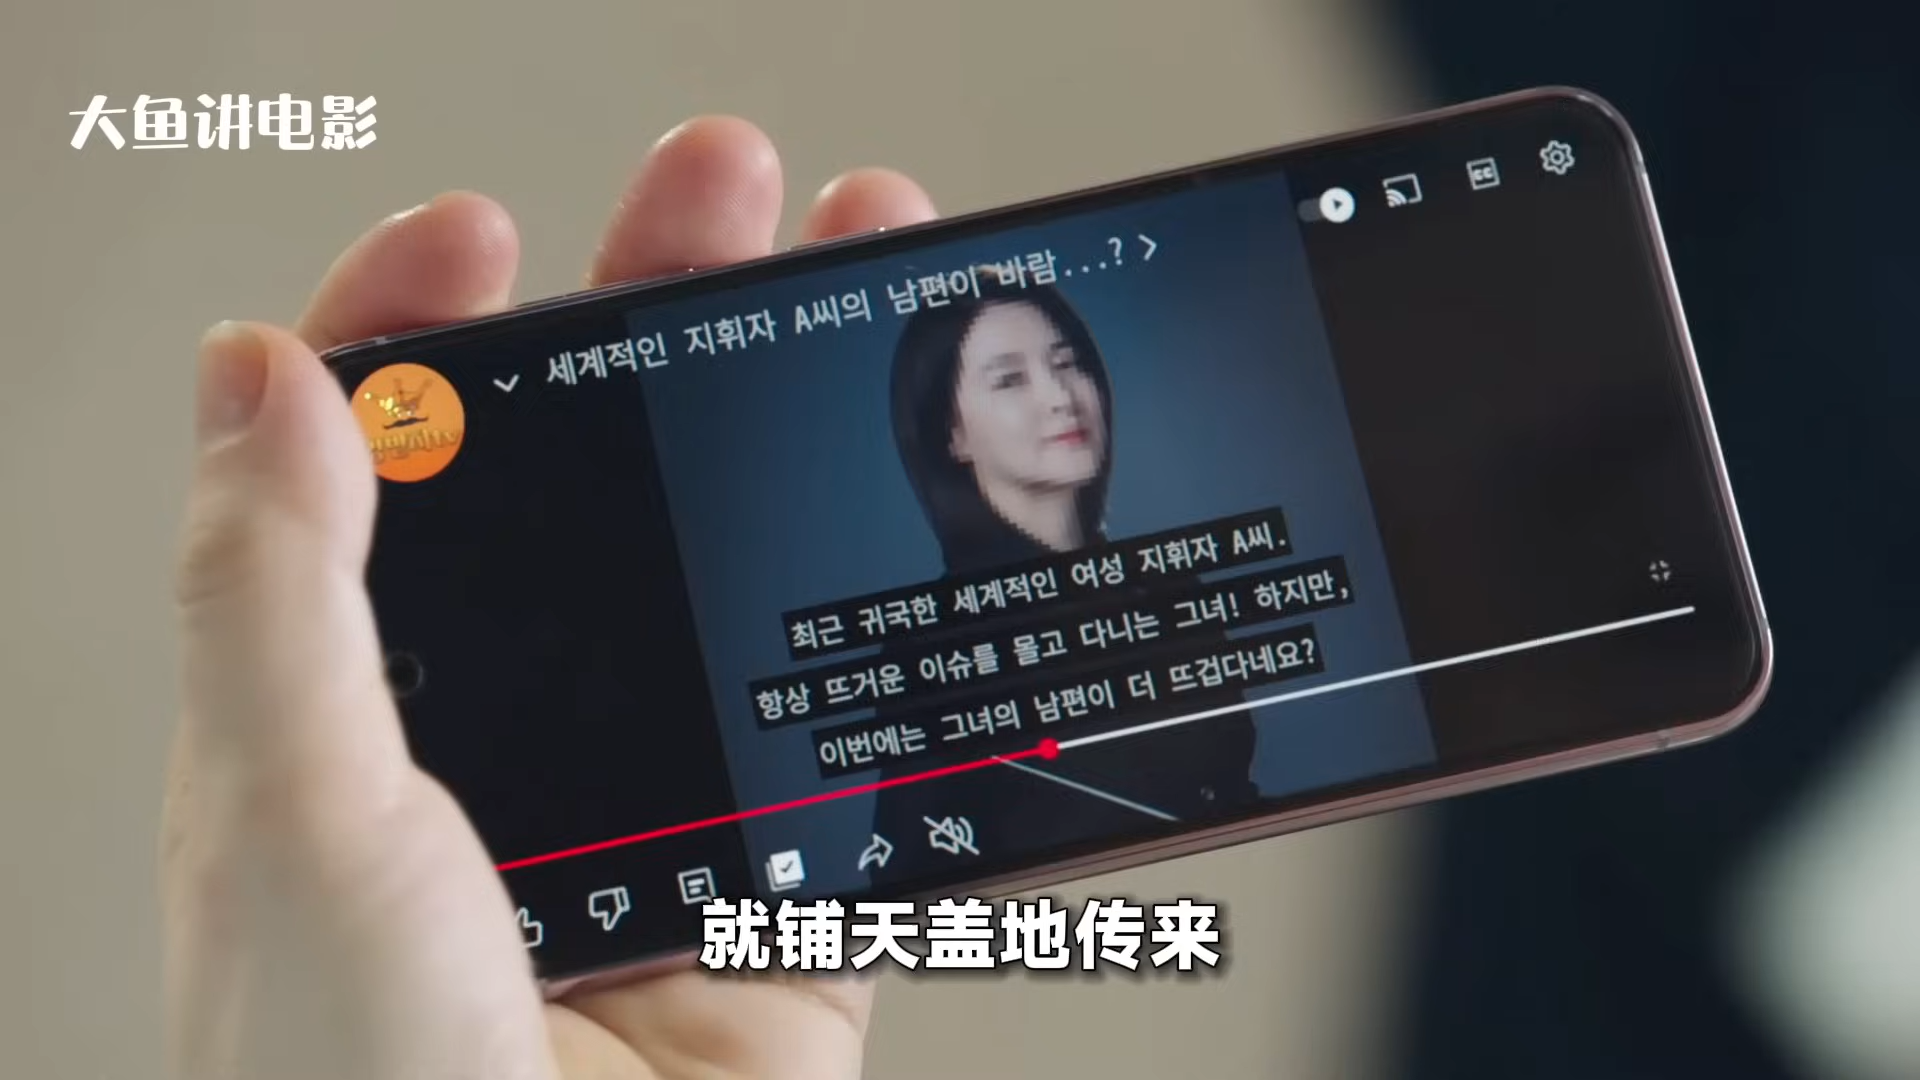 大鱼讲电影
세계적인 지휘자 A씨의 남편이 바람...?
CC
최근 귀국한 세계적인 여성 지휘자 A씨.
항상 뜨거운 이슈를 몰고 다니는 그녀! 하지만,
이번에는 그녀의 남편이 더 뜨겁다네요?
就铺天盖地传来